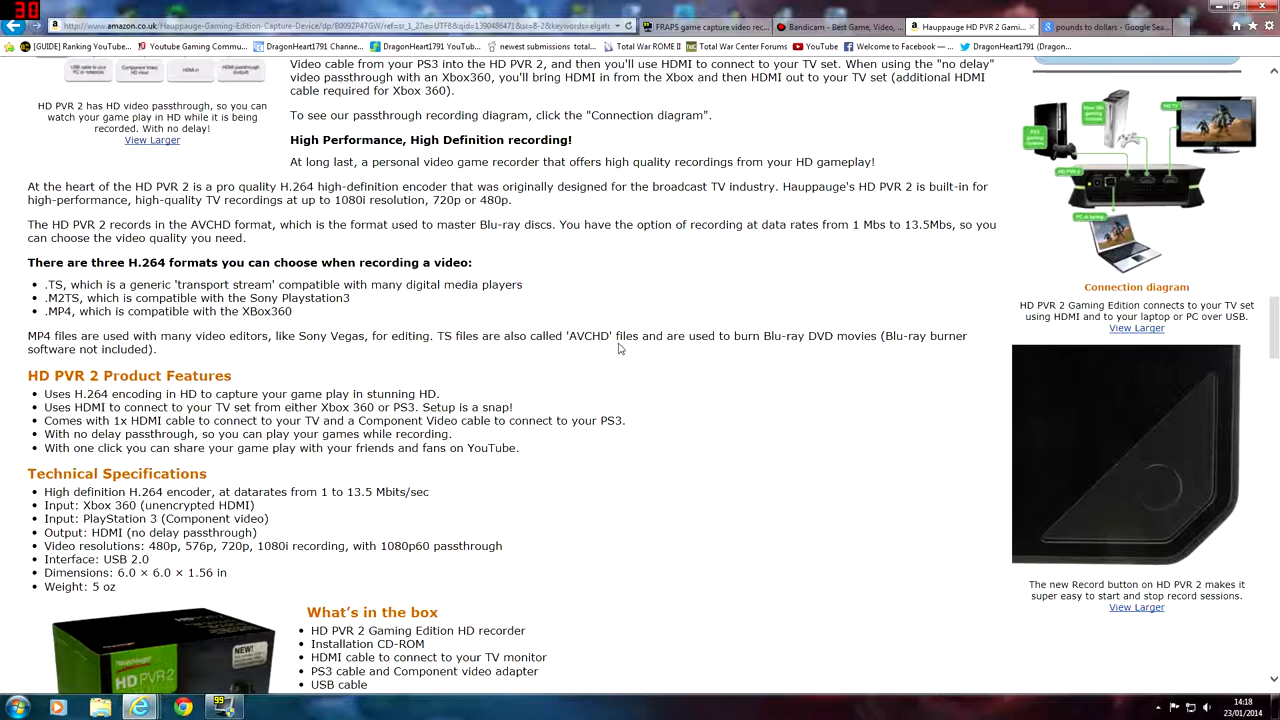 30
http://www.amazon.co.uk/Hauppauge-Gaming-Edition-Capture-Device/dp/B0092P47GW/ref=sr_1_2?ie=UTF8&qid=1390486471&sr=8-2&keywords=elgato
FRAPS game capture video rec...
Bandicam - Best Game, Video, ...
Hauppauge HD PVR 2 Gami...
pounds to dollars - Google Sea...
[GUIDE] Ranking YouTube...
Youtube Gaming Commu...
DragonHeart1791 Channe...
DragonHeart1791 YouTub...
newest submissions total...
Total War ROME II
Total War Center Forums
YouTube
Welcome to Facebook — ...
DragonHeart1791 (Dragon...
Video cable from your PS3 into the HD PVR 2, and then you'll use HDMI to connect to your TV set. When using the "no delay"
video passthrough with an Xbox360, you'll bring HDMI in from the Xbox and then HDMI out to your TV set (additional HDMI
cable required for Xbox 360).
HD PVR 2 has HD video passthrough, so you can
watch your game play in HD while it is being
recorded. With no delay!
View Larger
To see our passthrough recording diagram, click the "Connection diagram".
High Performance, High Definition recording!
At long last, a personal video game recorder that offers high quality recordings from your HD gameplay!
At the heart of the HD PVR 2 is a pro quality H.264 high-definition encoder that was originally designed for the broadcast TV industry. Hauppauge's HD PVR 2 is built-in for
high-performance, high-quality TV recordings at up to 1080i resolution, 720p or 480p.
The HD PVR 2 records in the AVCHD format, which is the format used to master Blu-ray discs. You have the option of recording at data rates from 1 Mbs to 13.5Mbs, so you
can choose the video quality you need.
There are three H.264 formats you can choose when recording a video:
.TS, which is a generic 'transport stream' compatible with many digital media players
.M2TS, which is compatible with the Sony Playstation3
.MP4, which is compatible with the XBox360
MP4 files are used with many video editors, like Sony Vegas, for editing. TS files are also called 'AVCHD' files and are used to burn Blu-ray DVD movies (Blu-ray burner
software not included).
HD PVR 2 Product Features
Uses H.264 encoding in HD to capture your game play in stunning HD.
Uses HDMI to connect to your TV set from either Xbox 360 or PS3. Setup is a snap!
Comes with 1x HDMI cable to connect to your TV and a Component Video cable to connect to your PS3.
With no delay passthrough, so you can play your games while recording.
With one click you can share your game play with your friends and fans on YouTube.
Technical Specifications
High definition H.264 encoder, at datarates from 1 to 13.5 Mbits/sec
Input: Xbox 360 (unencrypted HDMI)
Input: PlayStation 3 (Component video)
Output: HDMI (no delay passthrough)
Video resolutions: 480p, 576p, 720p, 1080i recording, with 1080p60 passthrough
Interface: USB 2.0
Dimensions: 6.0 × 6.0 × 1.56 in
Weight: 5 oz
What's in the box
HD PVR 2 Gaming Edition HD recorder
Installation CD-ROM
HDMI cable to connect to your TV monitor
PS3 cable and Component video adapter
USB cable
NEW!
HD PVR 2
Connection diagram
HD PVR 2 Gaming Edition connects to your TV set
using HDMI and to your laptop or PC over USB.
View Larger
The new Record button on HD PVR 2 makes it
super easy to start and stop record sessions.
View Larger
99
14:18
23/01/2014